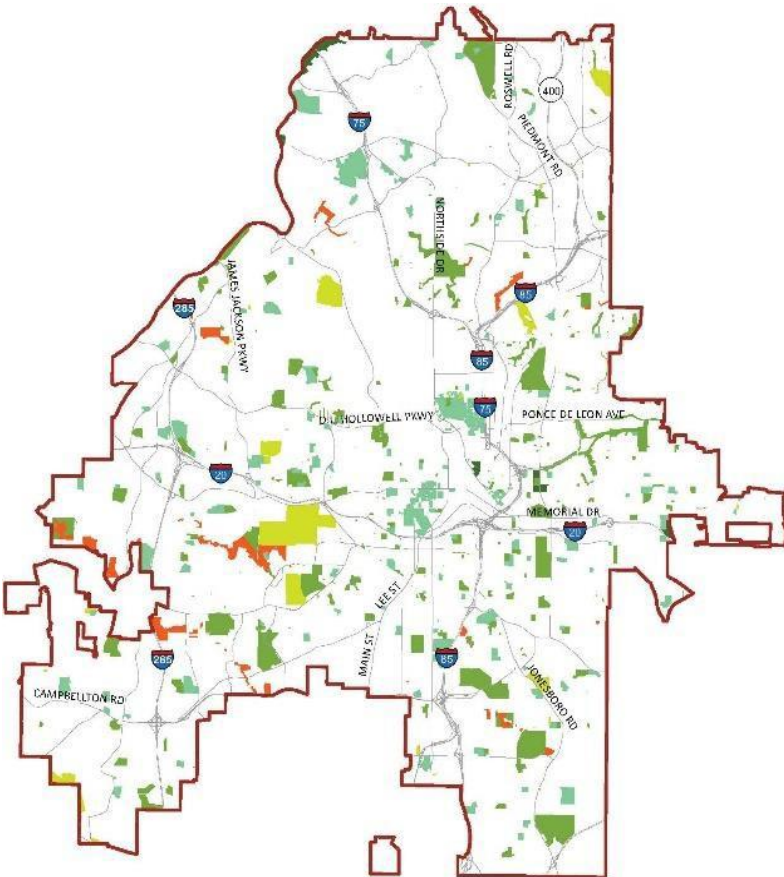 ROSWELL RD
400
75
PIEDMONT RD
NORTHSIDE DR
JAMES JACKSON PKWY
285
85
85
75
D L HOLLOWELL PKWY
PONCE DE LEON AVE
20
MEMORIAL DR
20
LEE ST
MAIN ST
285
85
CAMPBELLTON RD
JONESBORO RD